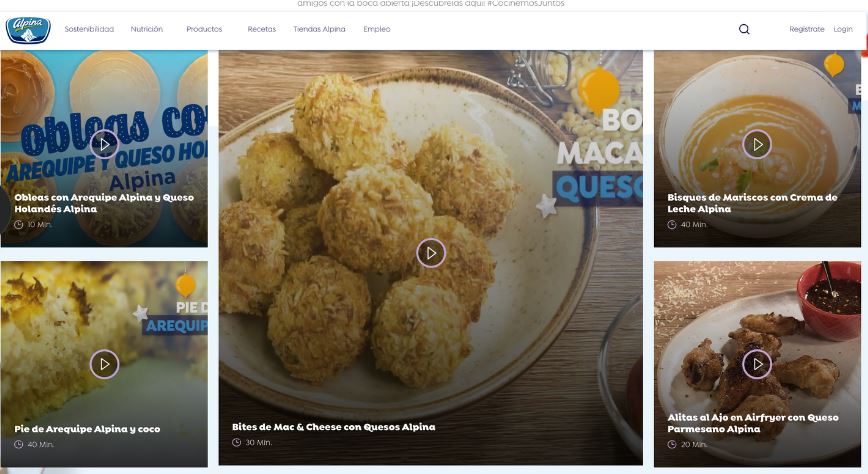 amigos con la boca abierta ¡Descúbrelas aquí! #CocinemosJuntos
Alpina
Sostenibilidad Nutrición Productos Recetas Tiendas Alpina Empleo Regístrate Login
obleas co
AREQUIPE Y QUESO HO
Alpina
Obleas con Arequipe Alpina y Queso
Holandés Alpina
10 Min.
PIE D
AREQUIP
Pie de Arequipe Alpina y coco
40 Min.
BO
MACA
QUESO
Bites de Mac & Cheese con Quesos Alpina
30 Min.
B
M
Bisques de Mariscos con Crema de
Leche Alpina
40 Min.
Alitas al Ajo en Airfryer con Queso
Parmesano Alpina
20 Min.